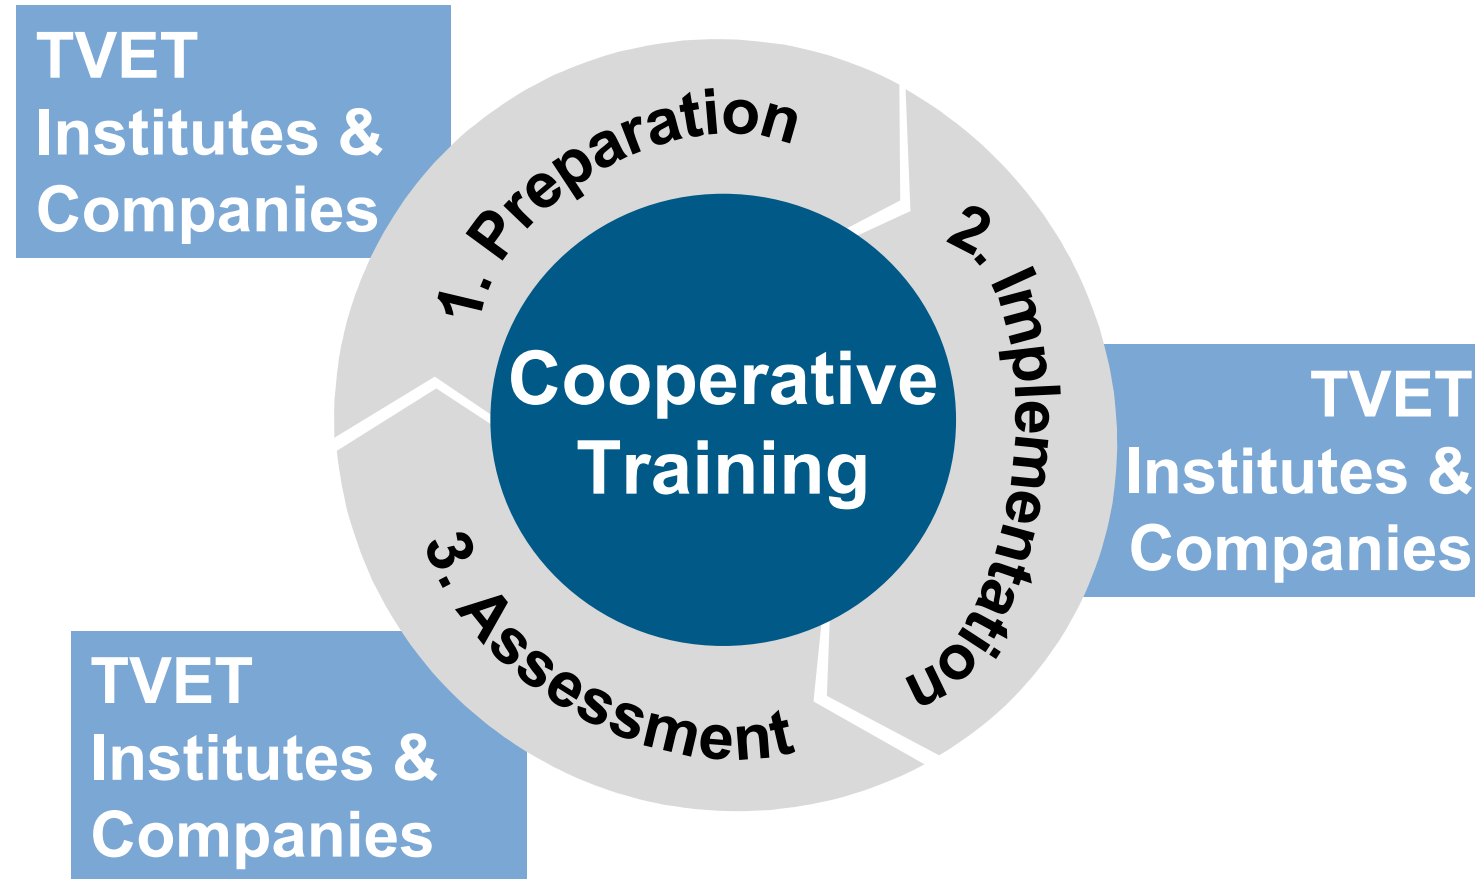 TVET
Institutes &
Companies
1. Preparation
2. Implementation
Cooperative
Training
TVET
Institutes &
Companies
3. Assessment
TVET
Institutes &
Companies